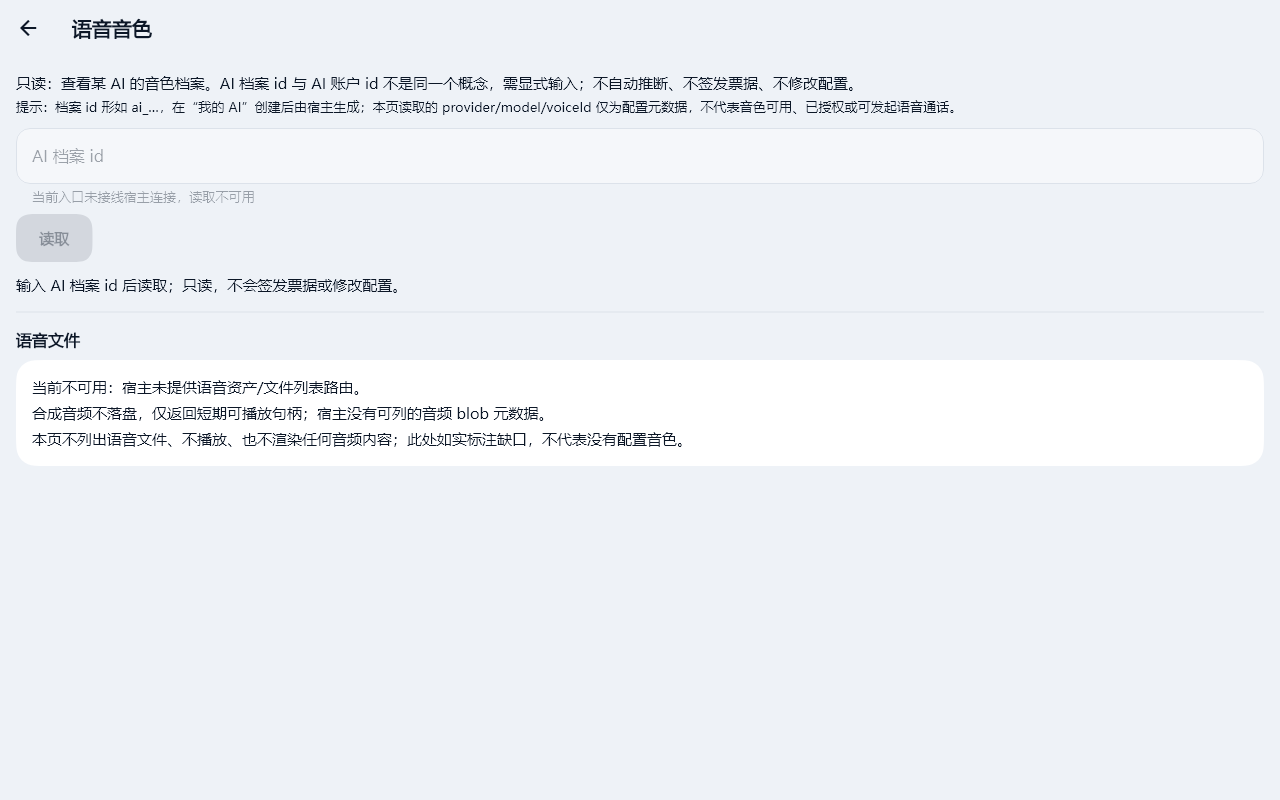 语音音色
只读：查看某 AI 的音色档案。AI 档案 id 与 AI 账户 id 不是同一个概念，需显式输入；不自动推断、不签发票据、不修改配置。
提示：档案 id 形如 ai_…，在“我的 AI”创建后由宿主生成；本页读取的 provider/model/voiceId 仅为配置元数据，不代表音色可用、已授权或可发起语音通话。
AI 档案 id
当前入口未接线宿主连接，读取不可用
读取
输入 AI 档案 id 后读取；只读，不会签发票据或修改配置。
语音文件
当前不可用：宿主未提供语音资产/文件列表路由。
合成音频不落盘，仅返回短期可播放句柄；宿主没有可列的音频 blob 元数据。
本页不列出语音文件、不播放、也不渲染任何音频内容；此处如实标注缺口，不代表没有配置音色。